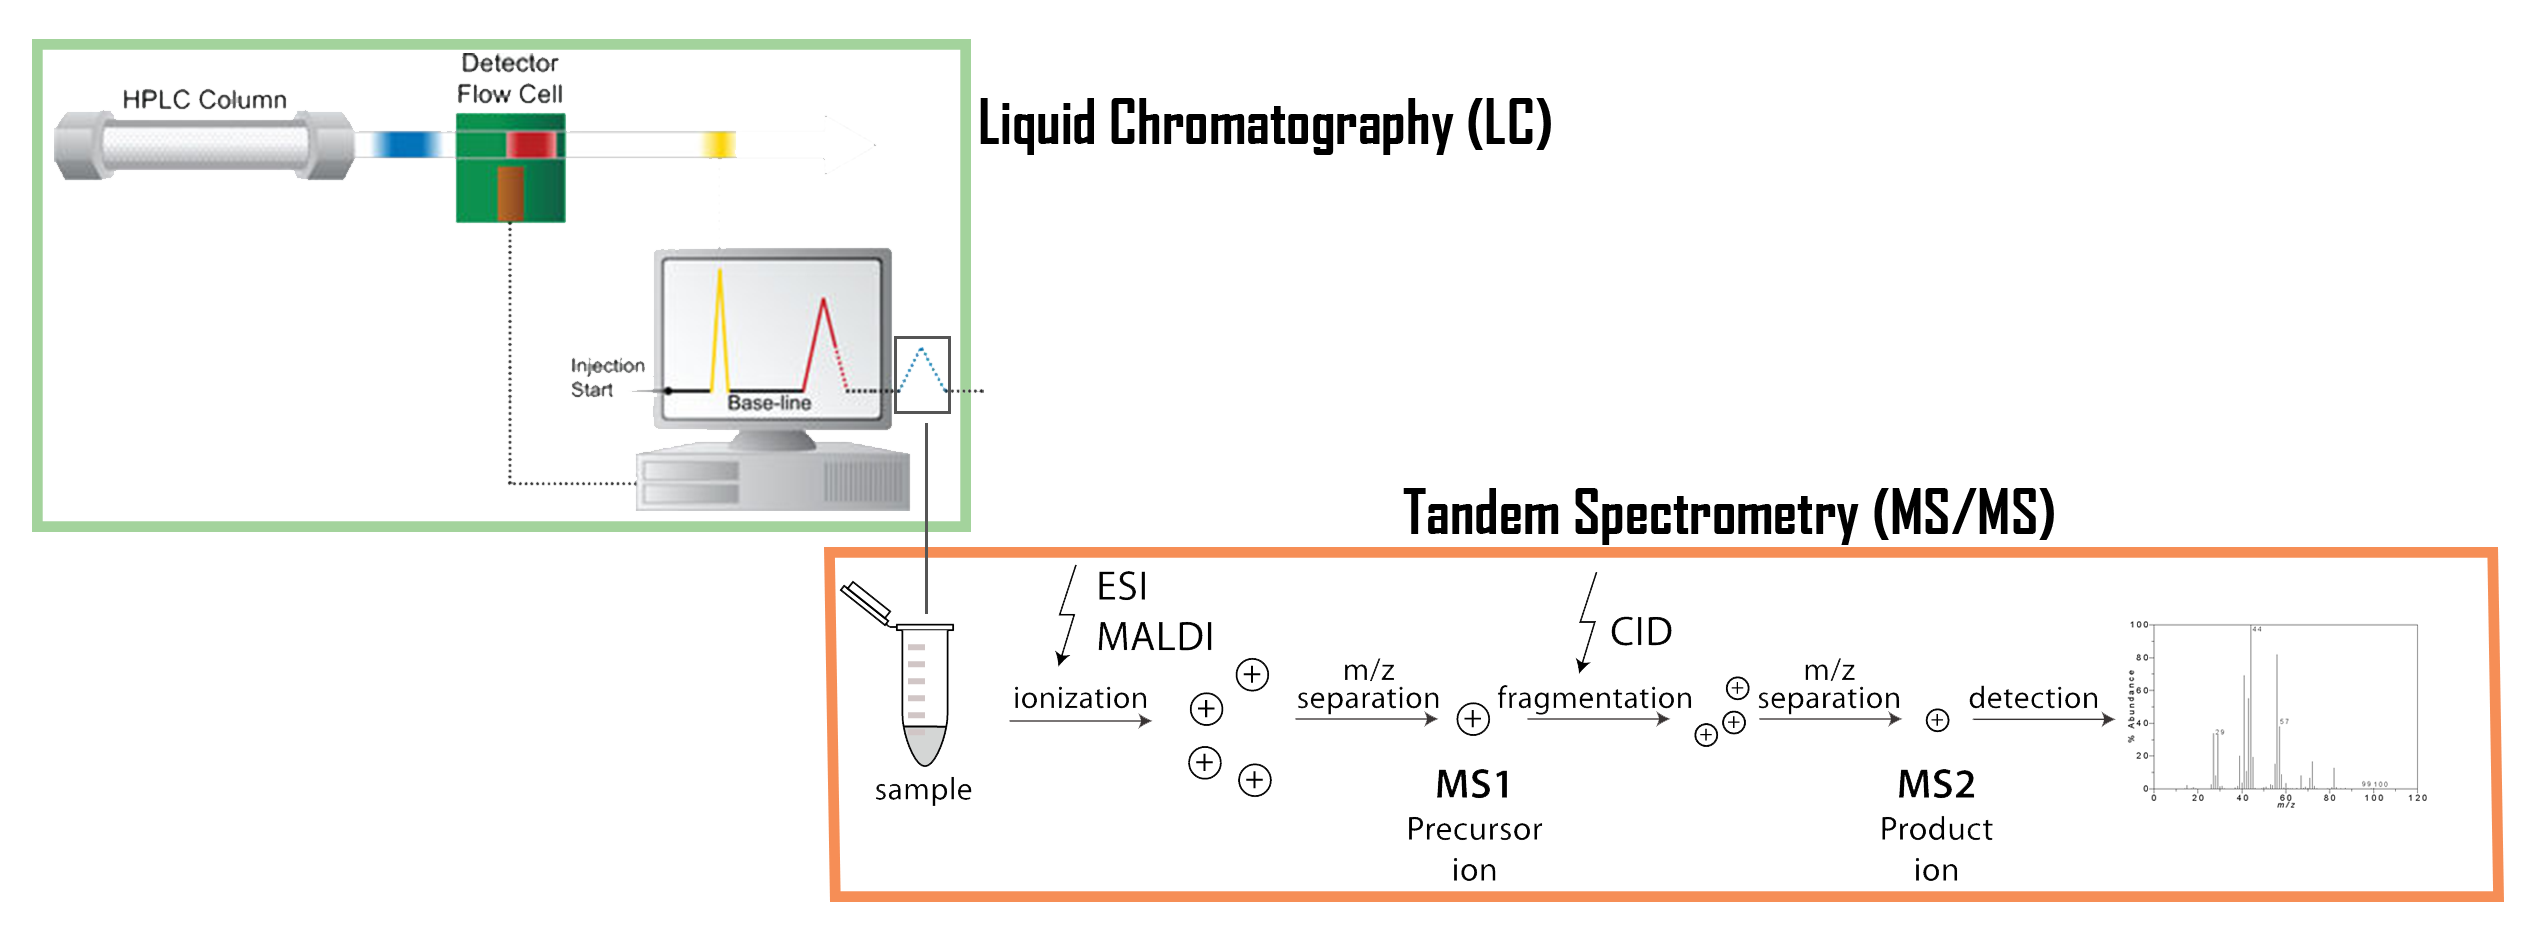 HPLC Column
Detector
Flow Cell
Liquid Chromatography (LC)
Injection
Start
Base-line
Tandem Spectrometry (MS/MS)
ESI
MALDI
CID
ionization
m/z
separation
fragmentation
m/z
separation
detection
sample
MS1
Precursor
ion
MS2
Product
ion
% Abundance
100
80
60
40
20
0
44
57
29
99 100
0 20 40 60 80 100 120
m/z